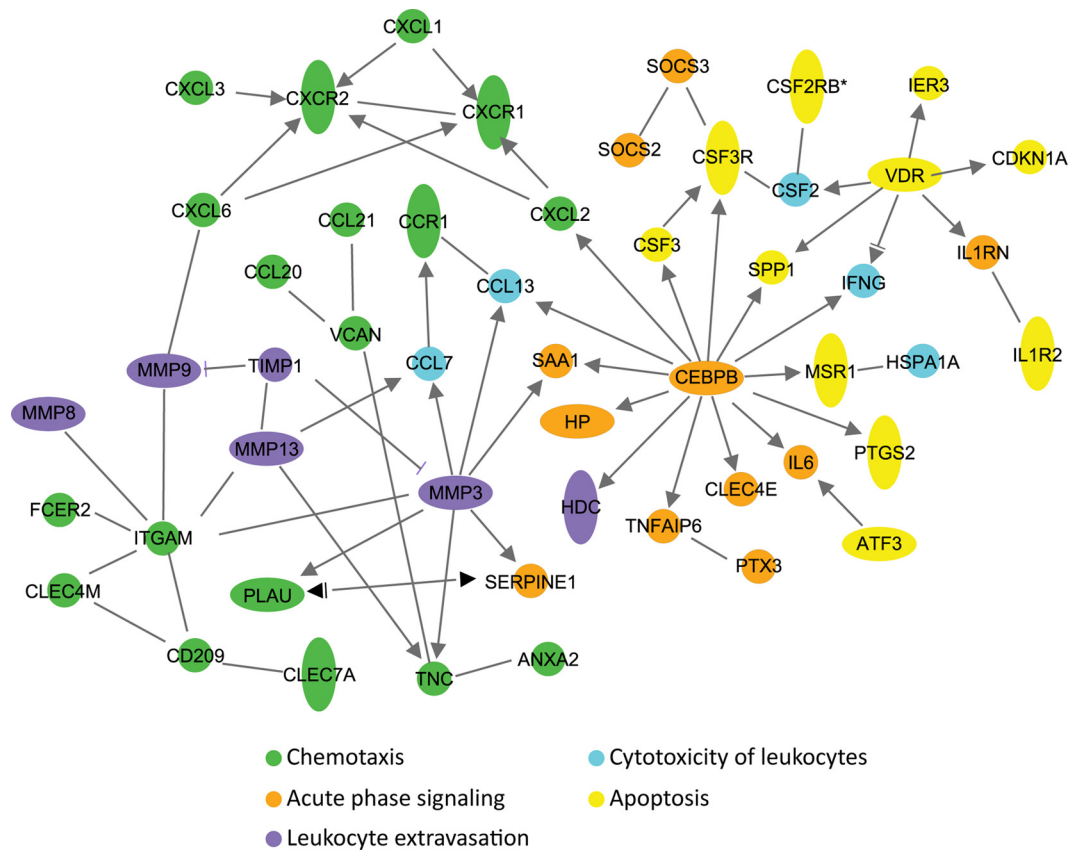 CXCL1
SOCS3
CXCL3
CXCR2
CXCR1
CSF2RB*
IER3
SOCS2
CSF3R
CSF2
VDR
CDKN1A
CXCL6
CCL21
CCR1
CXCL2
CSF3
SPP1
IFNG
IL1RN
CCL20
CCL13
VCAN
MMP9
TIMP1
CCL7
SAA1
CEBPB
MSR1
HSPA1A
IL1R2
MMP8
MMP13
HP
PTGS2
IL6
MMP3
CLEC4E
FCER2
HDC
TNFAIP6
ITGAM
ATF3
PTX3
CLEC4M
PLAU
SERPINE1
CD209
CLEC7A
TNC
ANXA2
Chemotaxis
Cytotoxicity of leukocytes
Acute phase signaling
Apoptosis
Leukocyte extravasation